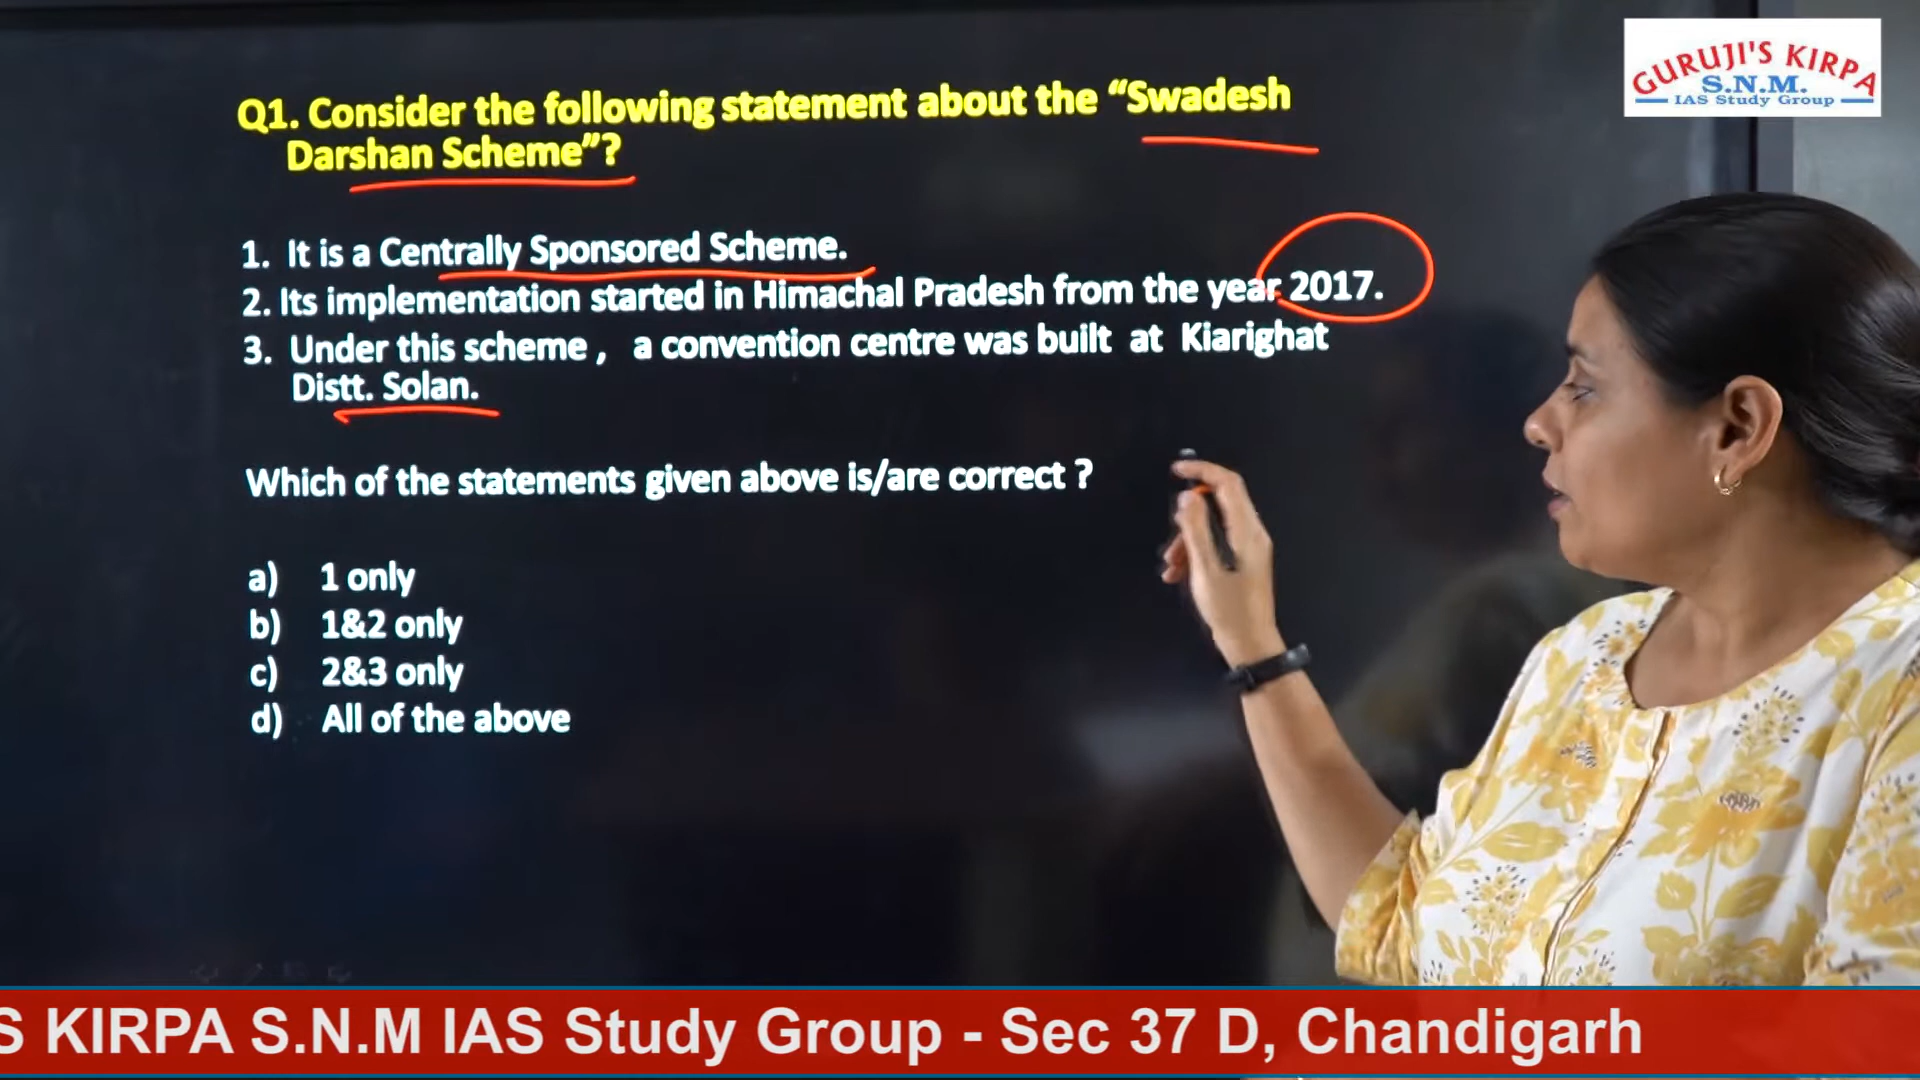 GURUJI'S KIRPA
S.N.M.
IAS Study Group
Q1. Consider the following statement about the “Swadesh
Darshan Scheme”?
1. It is a Centrally Sponsored Scheme.
2. Its implementation started in Himachal Pradesh from the year 2017.
3. Under this scheme , a convention centre was built at Kiarighat
Distt. Solan.
Which of the statements given above is/are correct ?
a) 1 only
b) 1&2 only
c) 2&3 only
d) All of the above
S KIRPA S.N.M IAS Study Group - Sec 37 D, Chandigarh